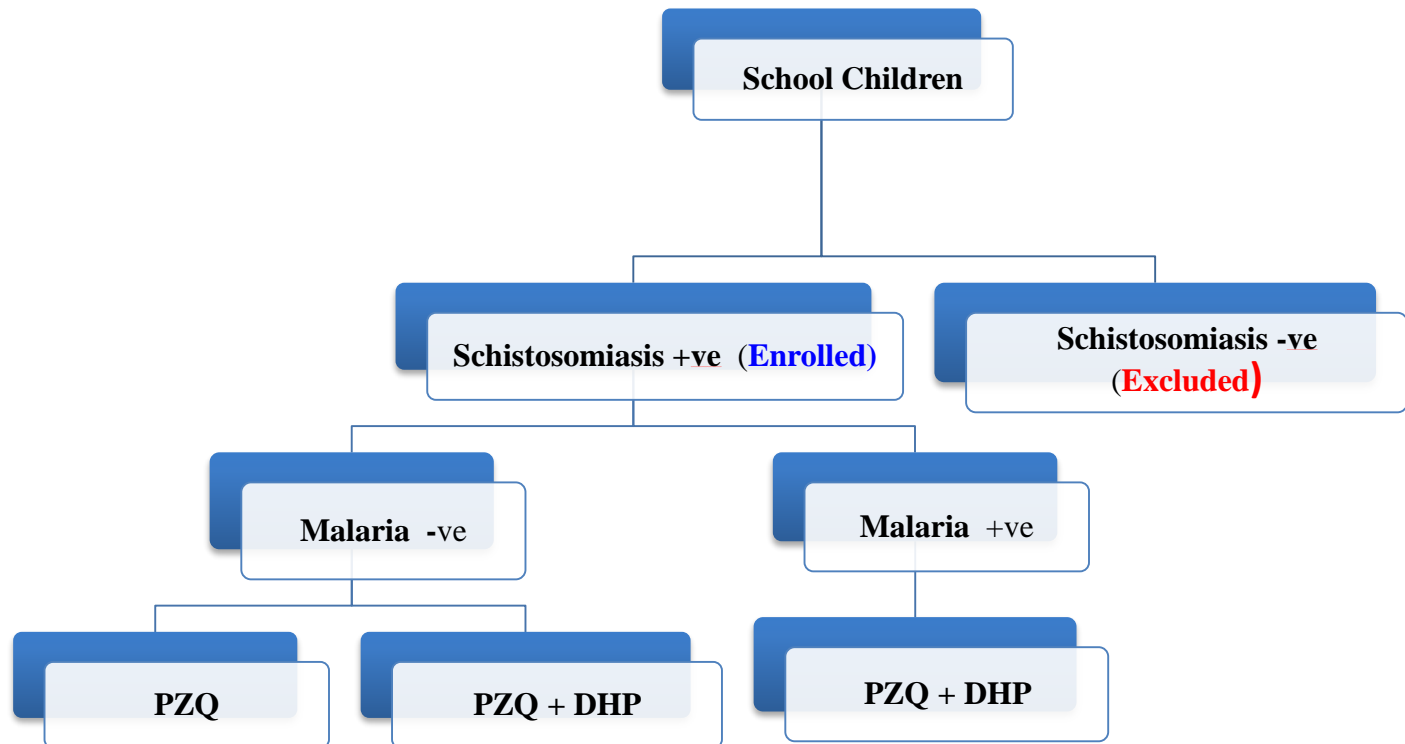 School Children
Schistosomiasis +ve (Enrolled)
Schistosomiasis -ve
(Excluded)
Malaria -ve
Malaria +ve
PZQ
PZQ + DHP
PZQ + DHP